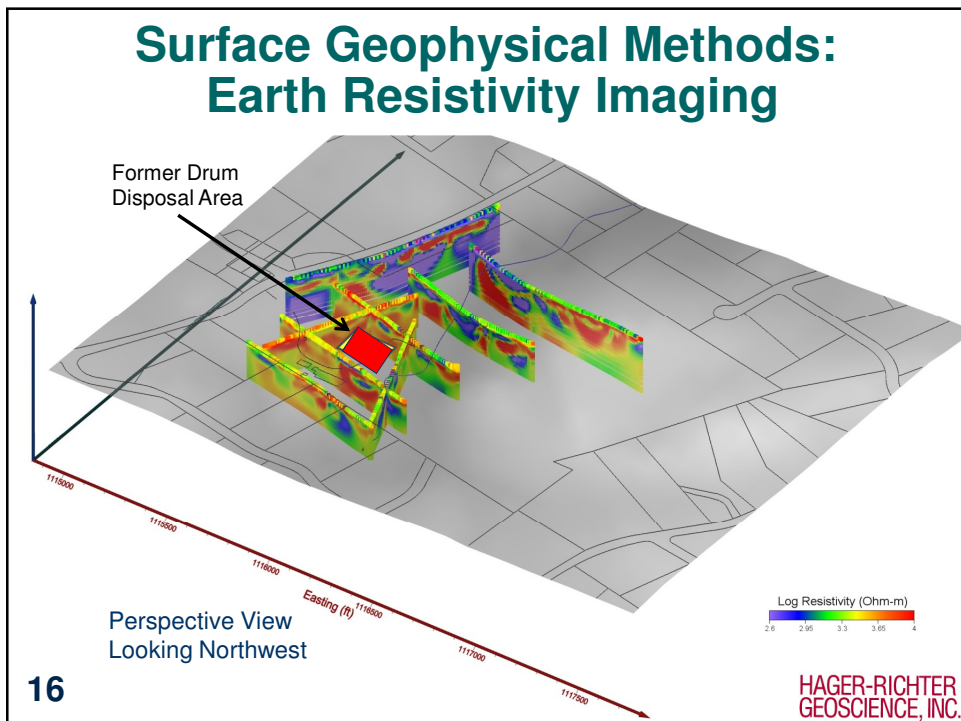 Surface Geophysical Methods:
Earth Resistivity Imaging
Former Drum
Disposal Area
1115000
1115500
1116000
Easting (ft)
1116500
1117000
1117500
Perspective View
Looking Northwest
Log Resistivity (Ohm-m)
2.6 2.95 3.3 3.65 4
16
HAGER-RICHTER
GEOSCIENCE, INC.